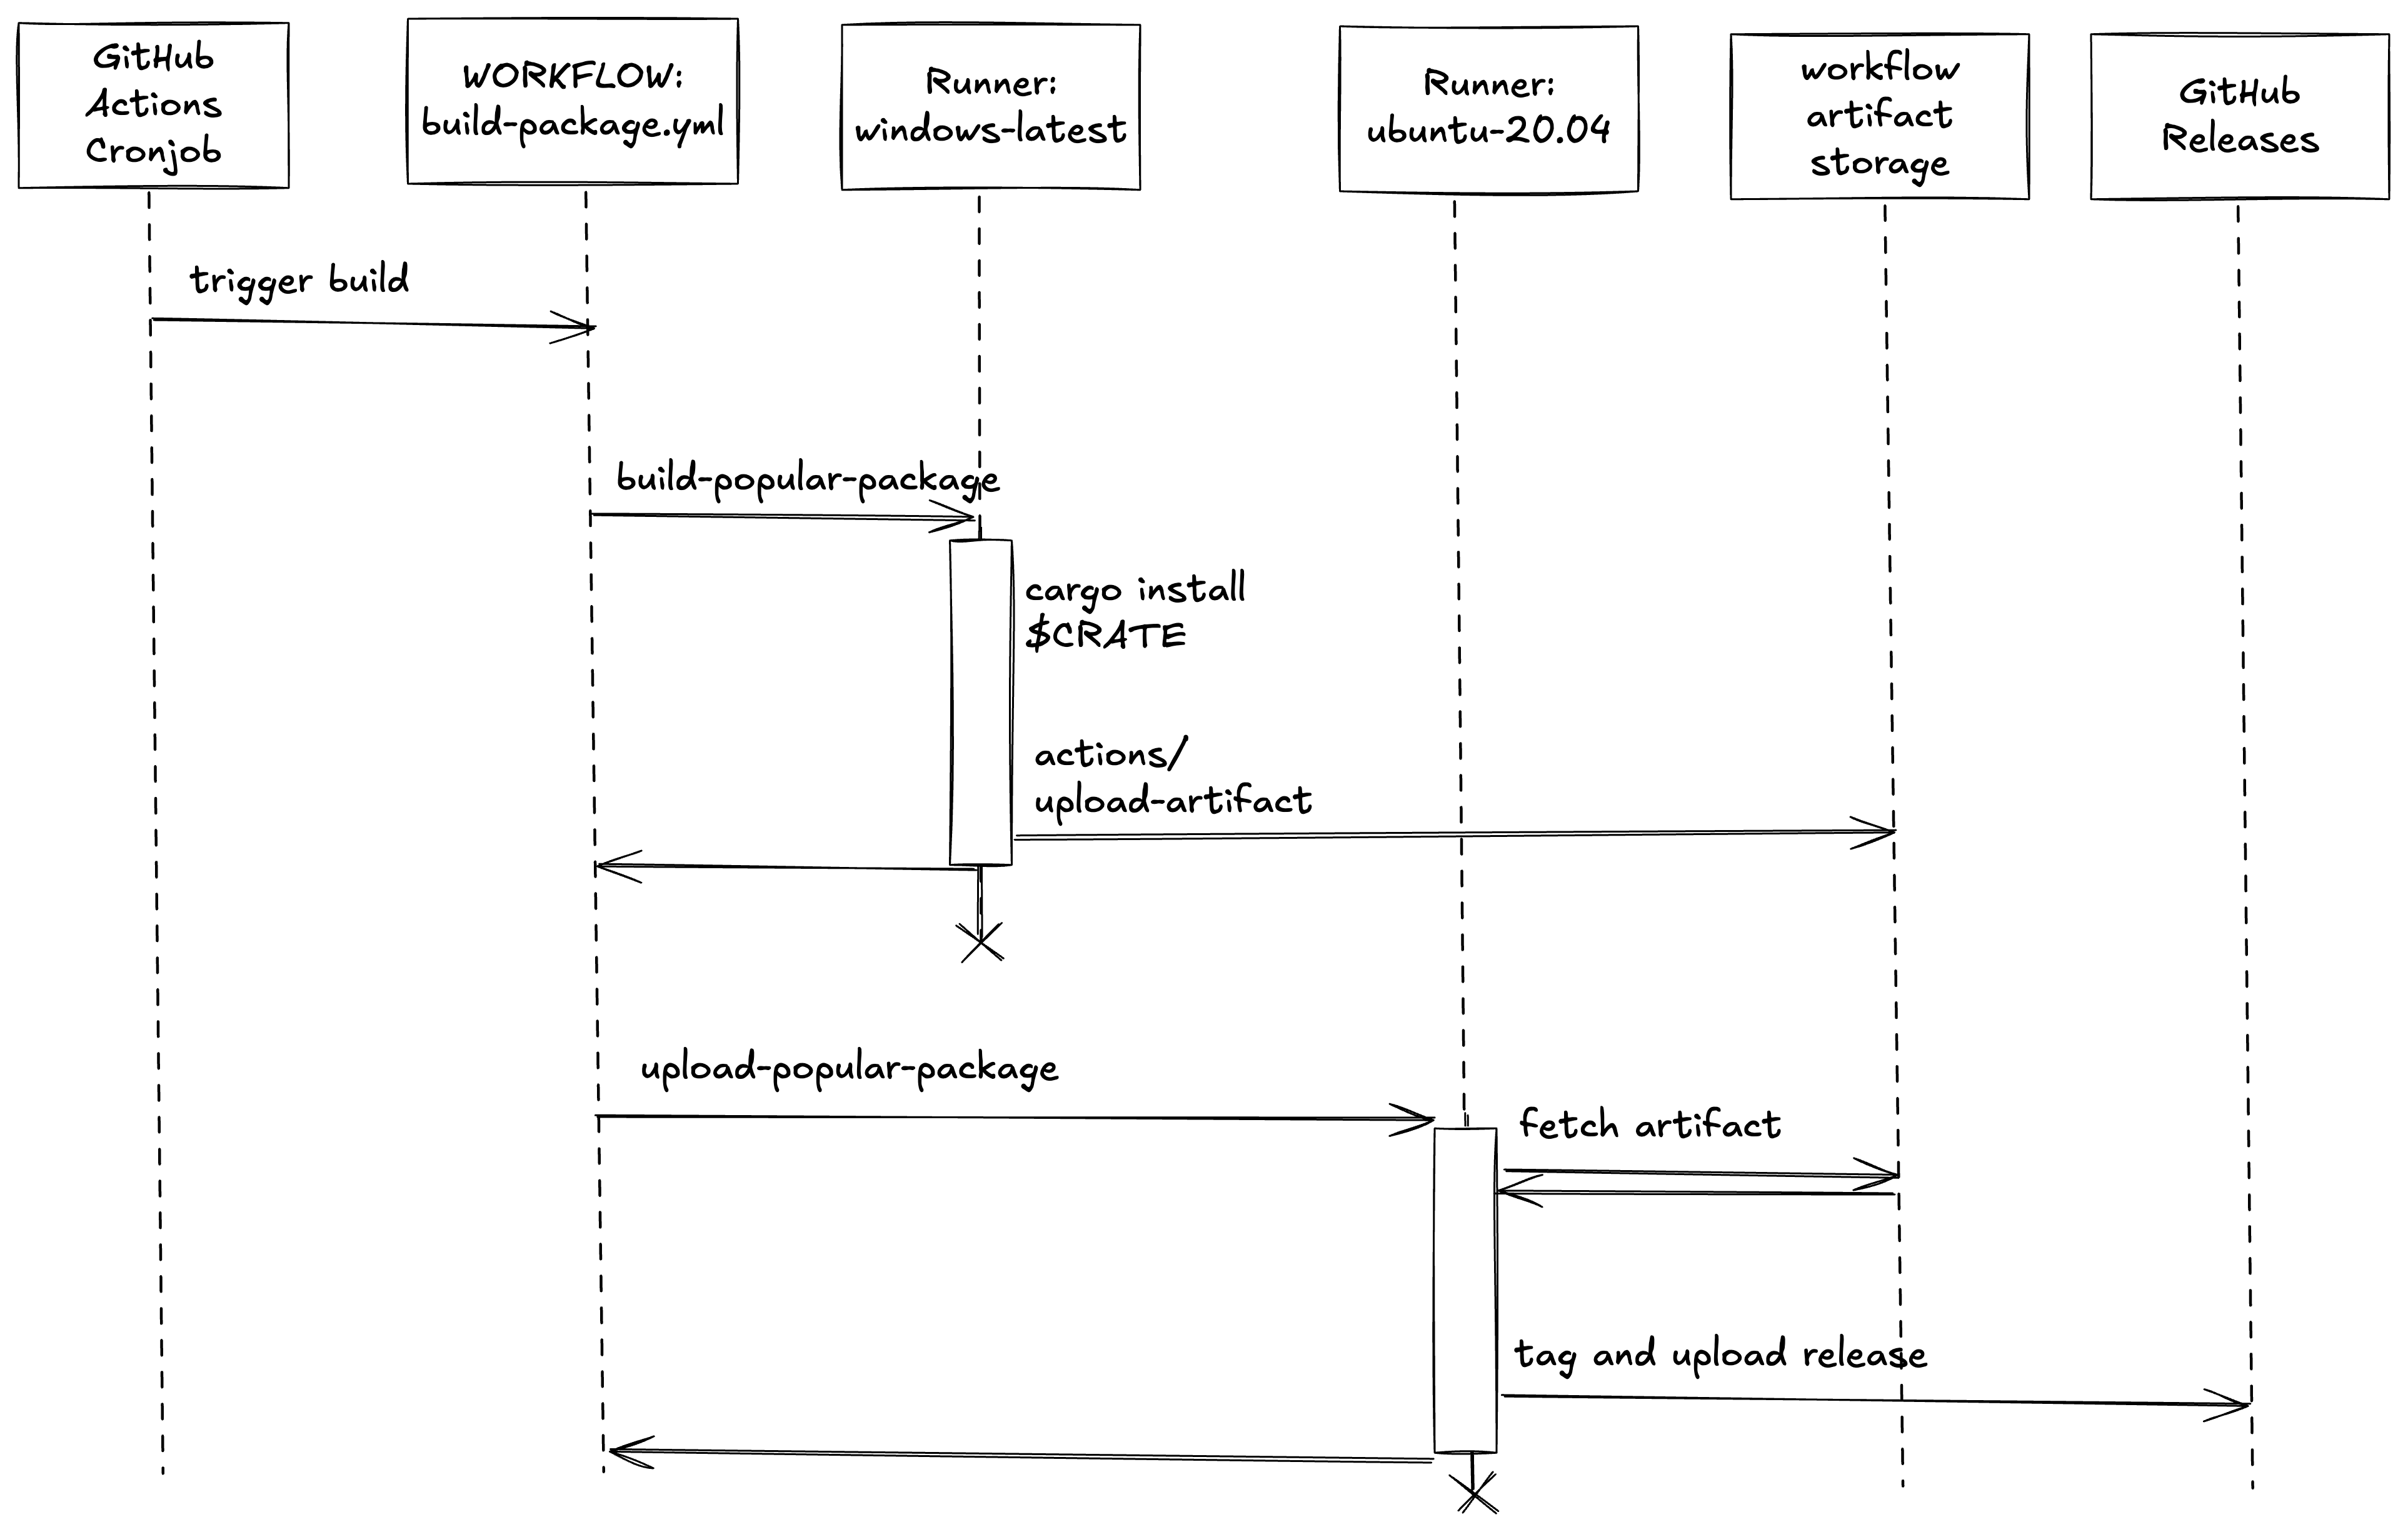 GitHub
Actions
Cronjob
WORKFLOW:
build-package.yml
Runner:
windows-latest
Runner:
ubuntu-20.04
workflow
artifact
storage
GitHub
Releases
trigger build
build-popular-package
cargo install
$CRATE
actions/
upload-artifact
upload-popular-package
fetch artifact
tag and upload release